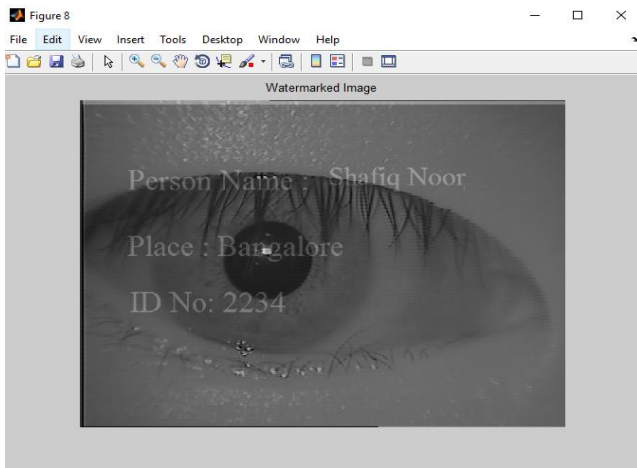 Figure 8
File Edit View Insert Tools Desktop Window Help
Watermarked Image
Person Name : Shafiq Noor
Place : Bangalore
ID No: 2234